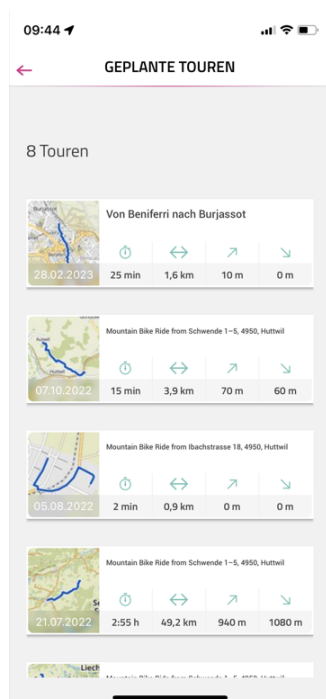 09:44
GEPLANTE TOUREN
8 Touren
Burjassot
Von Beniferri nach Burjassot
28.02.2023
25 min 1,6 km 10 m 0 m
Mountain Bike Ride from Schwende 1–5, 4950, Huttwil
Huttwil
07.10.2022
15 min 3,9 km 70 m 60 m
Mountain Bike Ride from Ibachstrasse 18, 4950, Huttwil
05.08.2022
2 min 0,9 km 0 m 0 m
Mountain Bike Ride from Schwende 1–5, 4950, Huttwil
21.07.2022
2:55 h 49,2 km 940 m 1080 m
Liech